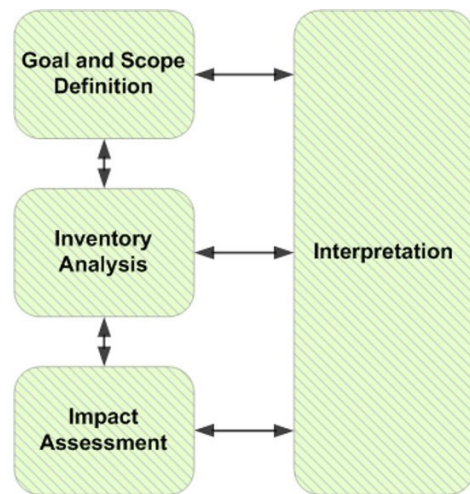 Goal and Scope
Definition
Inventory
Analysis
Interpretation
Impact
Assessment